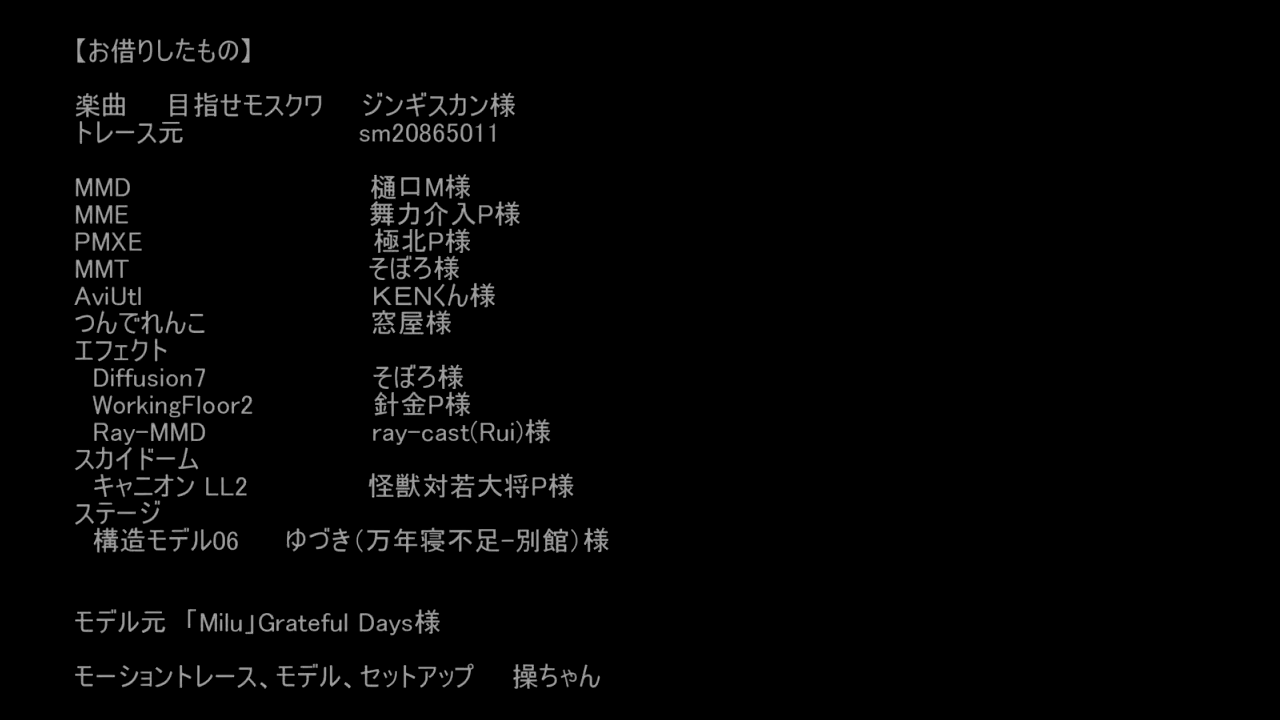 【お借りしたもの】
楽曲　目指せモスクワ　ジンギスカン様
トレース元　sm20865011
MMD　樋口M様
MME　舞力介入P様
PMXE　極北P様
MMT　そぼろ様
AviUtl　KENくん様
つんでれんこ　窓屋様
エフェクト
Diffusion7　そぼろ様
WorkingFloor2　針金P様
Ray-MMD　ray-cast(Rui)様
スカイドーム
キャニオン LL2　怪獣対若大将P様
ステージ
構造モデル06　ゆづき(万年寝不足-別館)様
モデル元　「Milu」Grateful Days様
モーショントレース、モデル、セットアップ　操ちゃん